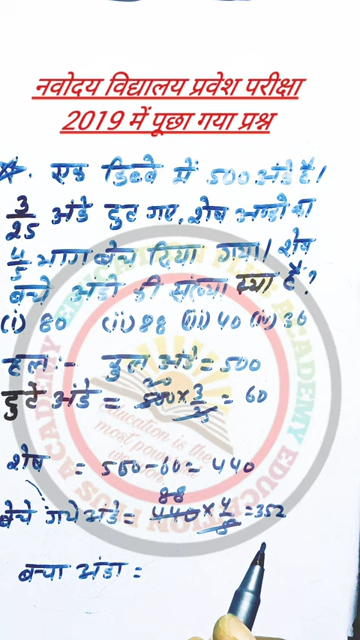 नवोदय विद्यालय प्रवेश परीक्षा
2019 में पूछा गया प्रश्न
एक डिब्बे में 500 अंडे हैं।
3/25 अंडे टुट गए, शेष अण्डो का
4/5 भाग बेच दिया गया। शेष
बचे अंडो की संख्या क्या है?
(i) 80 (ii) 88 (iii) 40 (iv) 30
हल:- कुल अंडे = 500
टुटे अंडे = 500 × 3/25 = 60
शेष = 500-60 = 440
88
बेचे गये अंडे = 440 × 4/5 = 352
बचा अंडा =